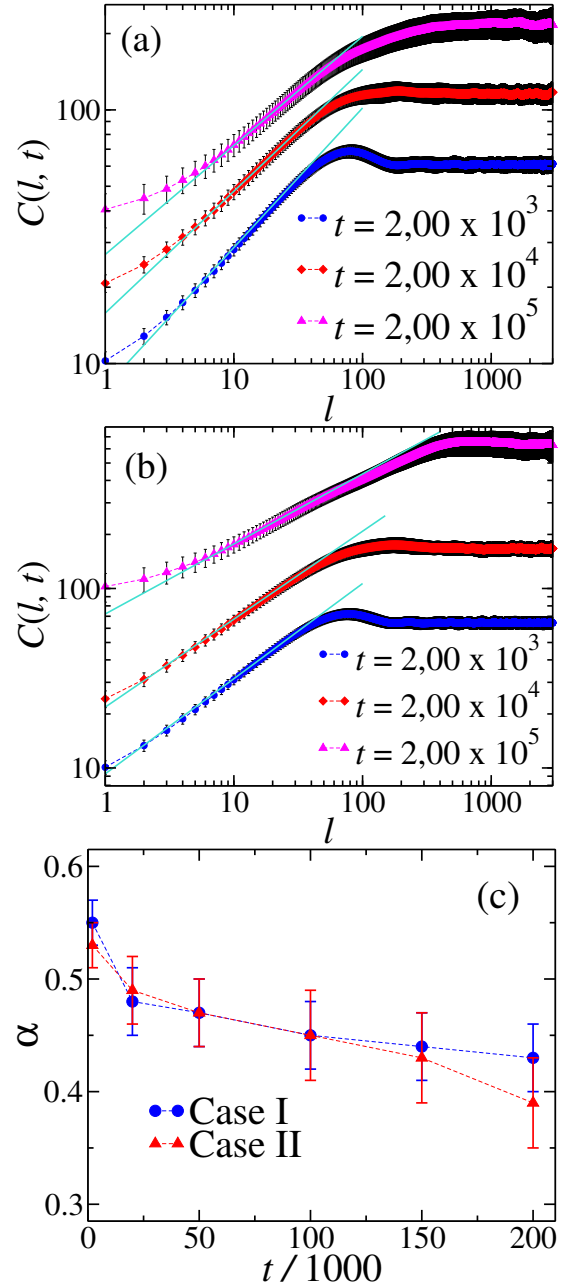 (a)
C(l, t)
100
10
t = 2,00 x 10^3
t = 2,00 x 10^4
t = 2,00 x 10^5
1 10 100 1000
l
(b)
C(l, t)
100
10
t = 2,00 x 10^3
t = 2,00 x 10^4
t = 2,00 x 10^5
1 10 100 1000
l
(c)
α
0.6
0.5
0.4
0.3
Case I
Case II
0 50 100 150 200
t / 1000